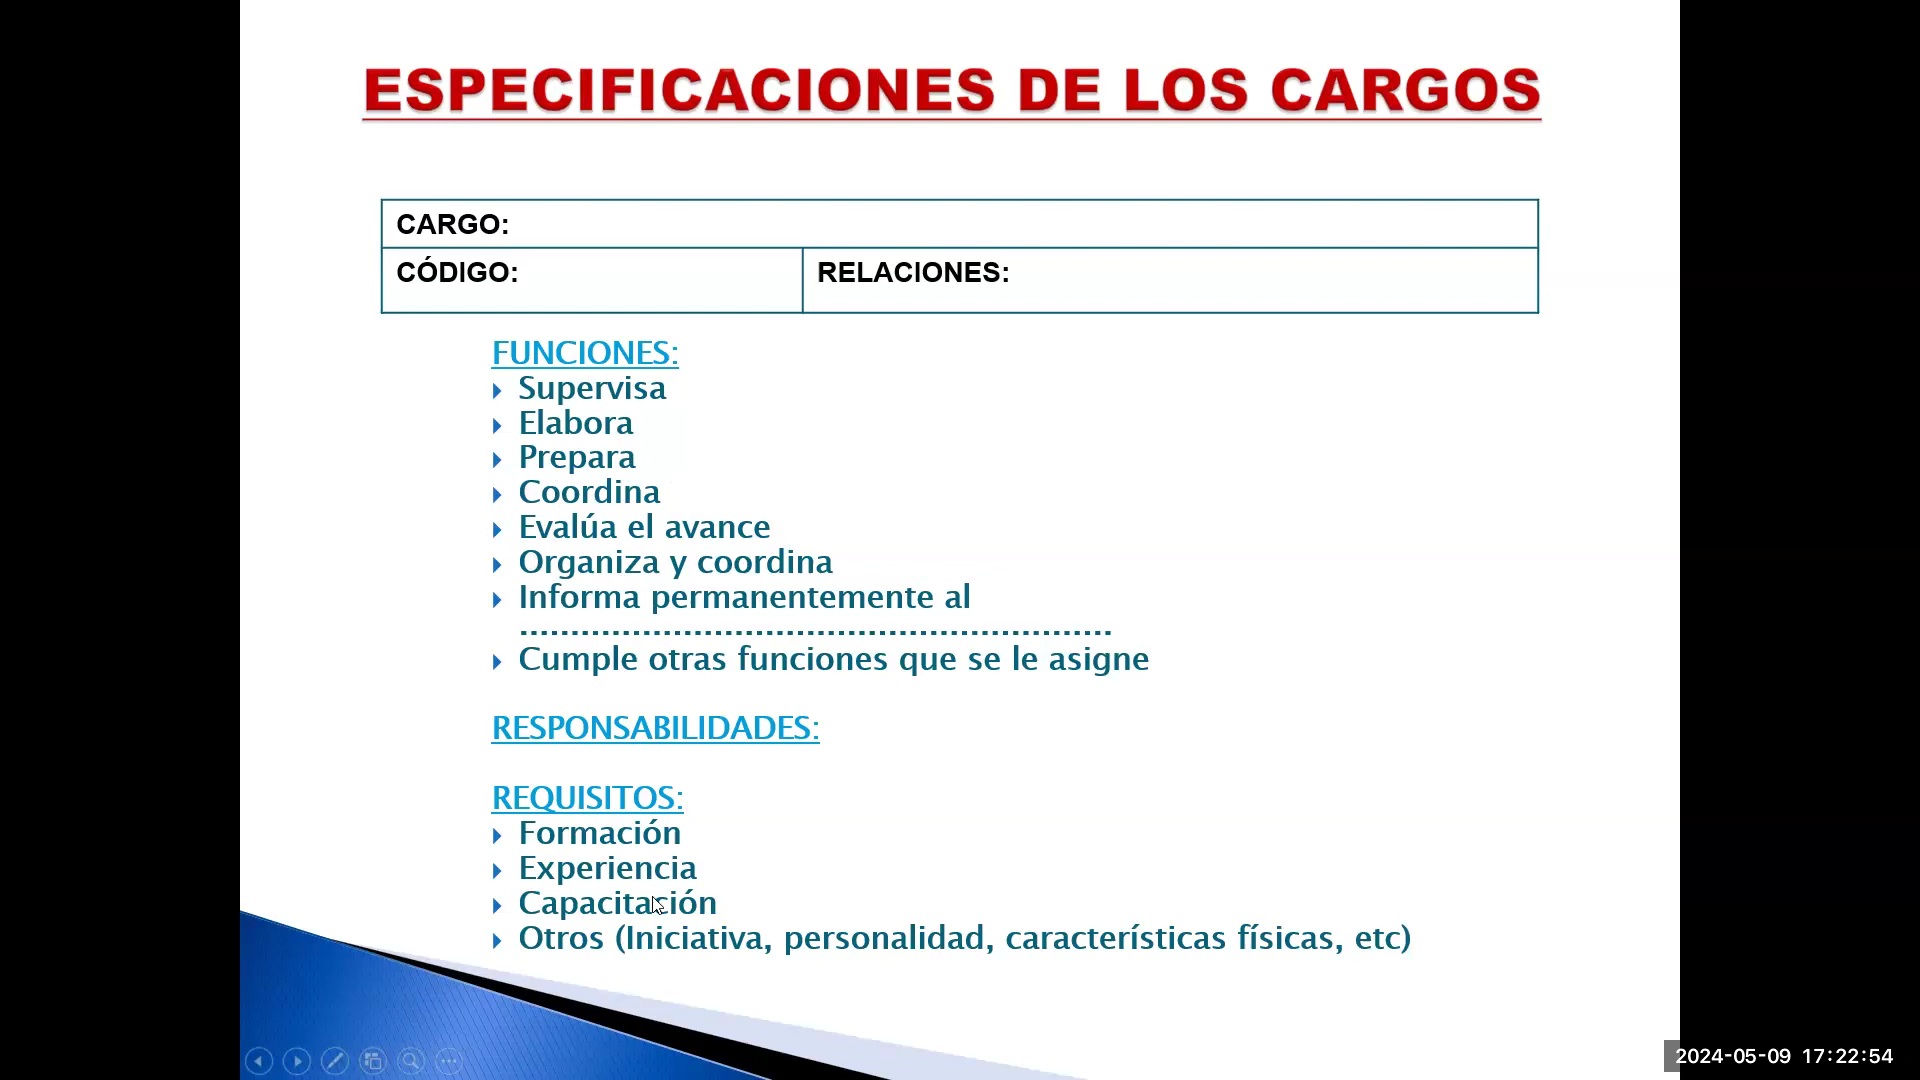 ESPECIFICACIONES DE LOS CARGOS
CARGO:
CÓDIGO:
RELACIONES:
FUNCIONES:
Supervisa
Elabora
Prepara
Coordina
Evalúa el avance
Organiza y coordina
Informa permanentemente al
..........................................................
Cumple otras funciones que se le asigne
RESPONSABILIDADES:
REQUISITOS:
Formación
Experiencia
Capacitación
Otros (Iniciativa, personalidad, características físicas, etc)
2024-05-09 17:22:54